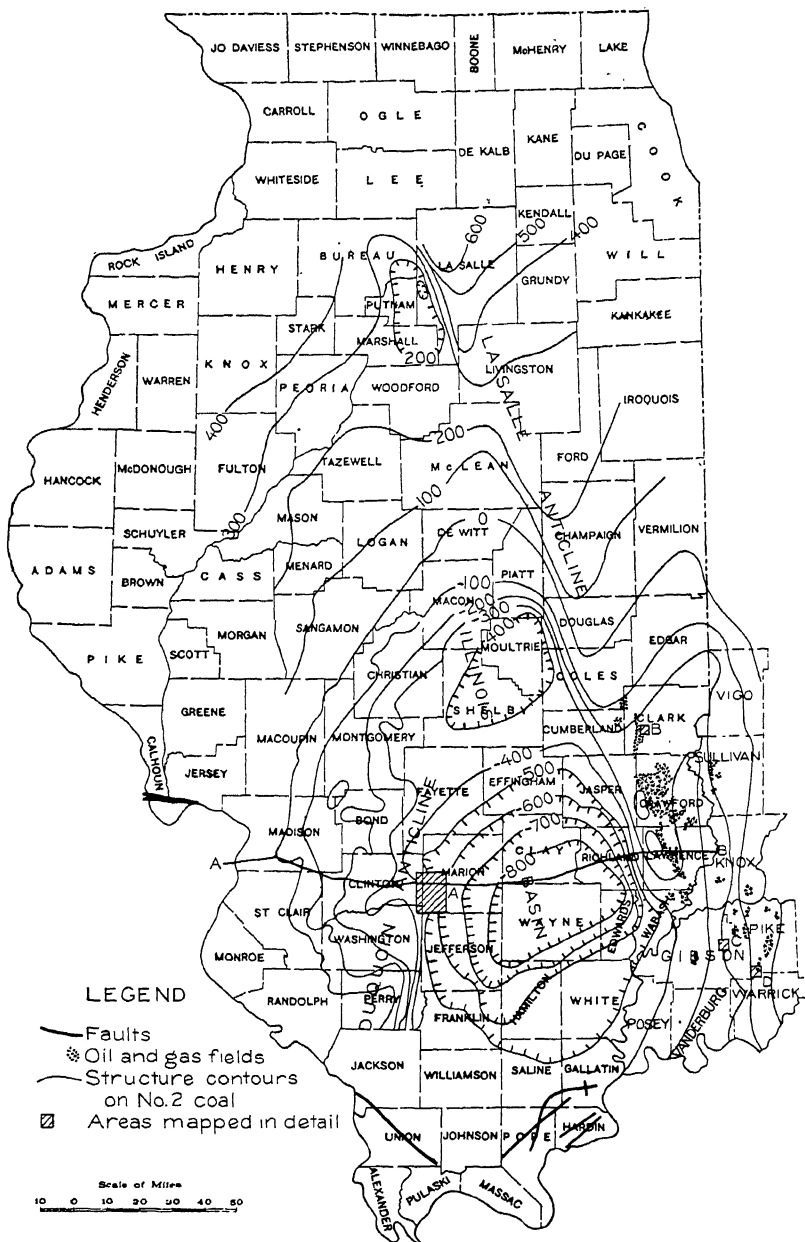 JO DAVIESS STEPHENSON WINNEBAGO BOONE McHENRY LAKE
CARROLL OGLE DE KALB KANE COOK
DU PAGE
WHITESIDE LEE
KENDALL
600 500 400
ROCK ISLAND HENRY BUREAU LA SALLE WILL
GRUNDY
MERCER PUTNAM
KANKAKEE
STARK
MARSHALL
200
KNOX LIVINGSTON
HENDERSON WARREN PEORIA WOODFORD LA SALLE
IROQUOIS
400
200
FORD
HANCOCK McDONOUGH FULTON TAZEWELL McLEAN
100
300 ANTICLINE
MASON
SCHUYLER DE WITT 0 CHAMPAIGN VERMILION
LOGAN
ADAMS BROWN CASS MENARD PIATT
-100
MACON -200
-300
DOUGLAS
MORGAN SANGAMON -400 EDGAR
MOULTRIE
PIKE SCOTT CHRISTIAN ILLINOIS COLES
VIGO
GREENE SHELB
CLARK
MACOUPIN MONTGOMERY CUMBERLAND B
CALHOUN SULLIVAN
JERSEY -400
FAYETTE EFFINGHAM JASPER
-500
CRAWFORD
BOND -600
MADISON -700
CLAY
A RICHLAND LAWRENCE B
MARION KNOX
-800
CLINTON A BASIN
ST CLAIR WAYNE EDWARDS WABASH
WASHINGTON PIKE
JEFFERSON C
MONROE GIBSON
D
LEGEND DUQUOIN ANTICLINE HAMILTON WHITE WARRICK
RANDOLPH PERRY FRANKLIN POSEY VANDERBURG
Faults
Oil and gas fields
Structure contours
on No.2 coal
Areas mapped in detail
JACKSON WILLIAMSON SALINE GALLATIN
UNION JOHNSON POPE HARDIN
Scale of Miles
10 0 10 20 30 40 50
ALEXANDER PULASKI MASSAC